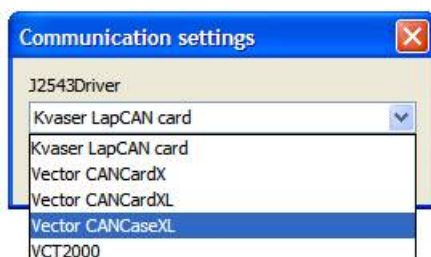 Communication settings
J2543Driver
Kvaser LapCAN card
Kvaser LapCAN card
Vector CANCardX
Vector CANCardXL
Vector CANCaseXL
VCT2000